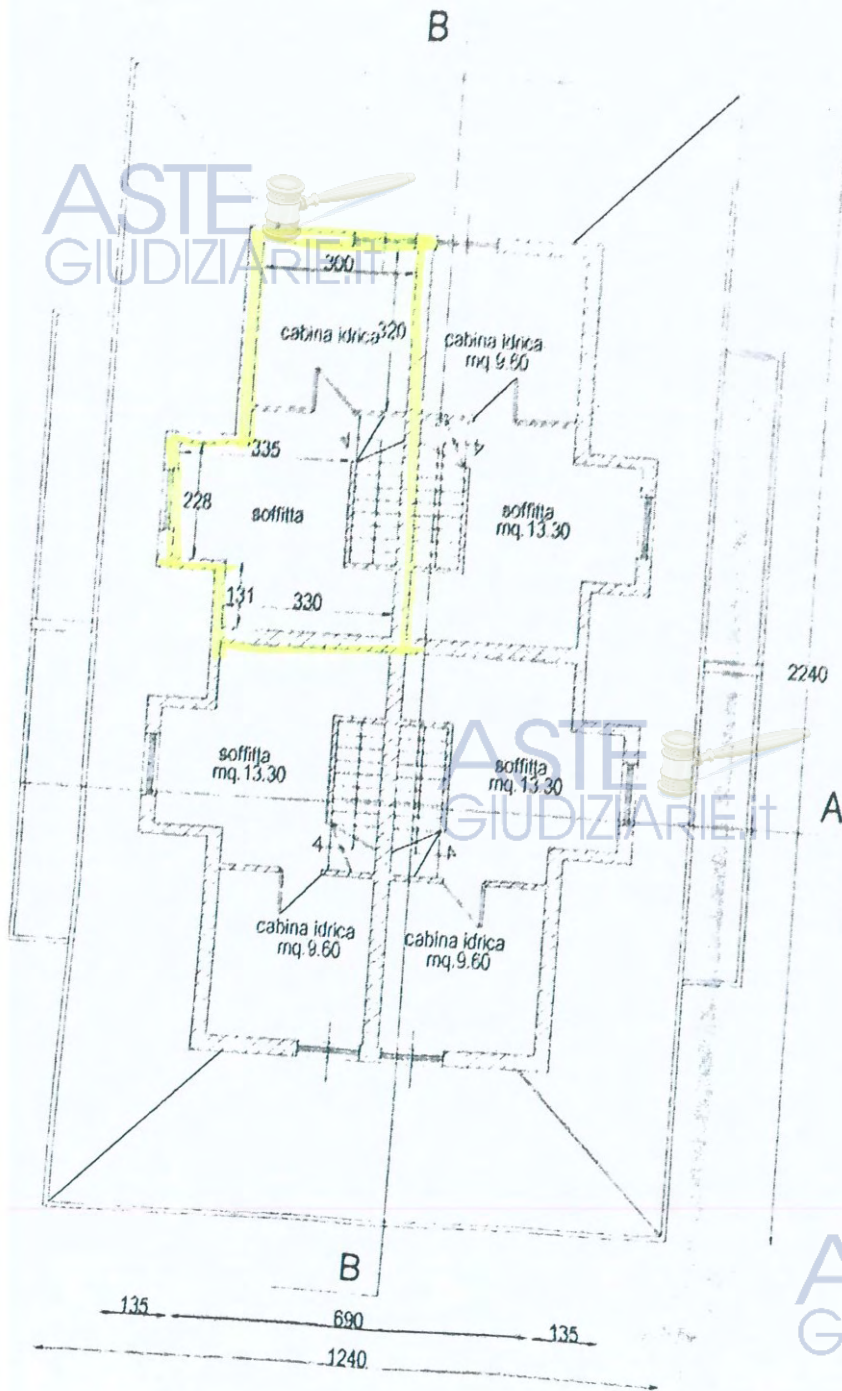 B
ASTE
GIUDIZIARIE.it
300
cabina idrica
320
cabina idrica
mq 9.60
335
228
soffitta
soffitta
mq. 13.30
131
330
2240
soffitta
mq. 13.30
ASTE
GIUDIZIARIE.it
soffitta
mq. 13.30
A
4
4
cabina idrica
mq. 9.60
cabina idrica
mq. 9.60
A
G
B
135
690
135
1240